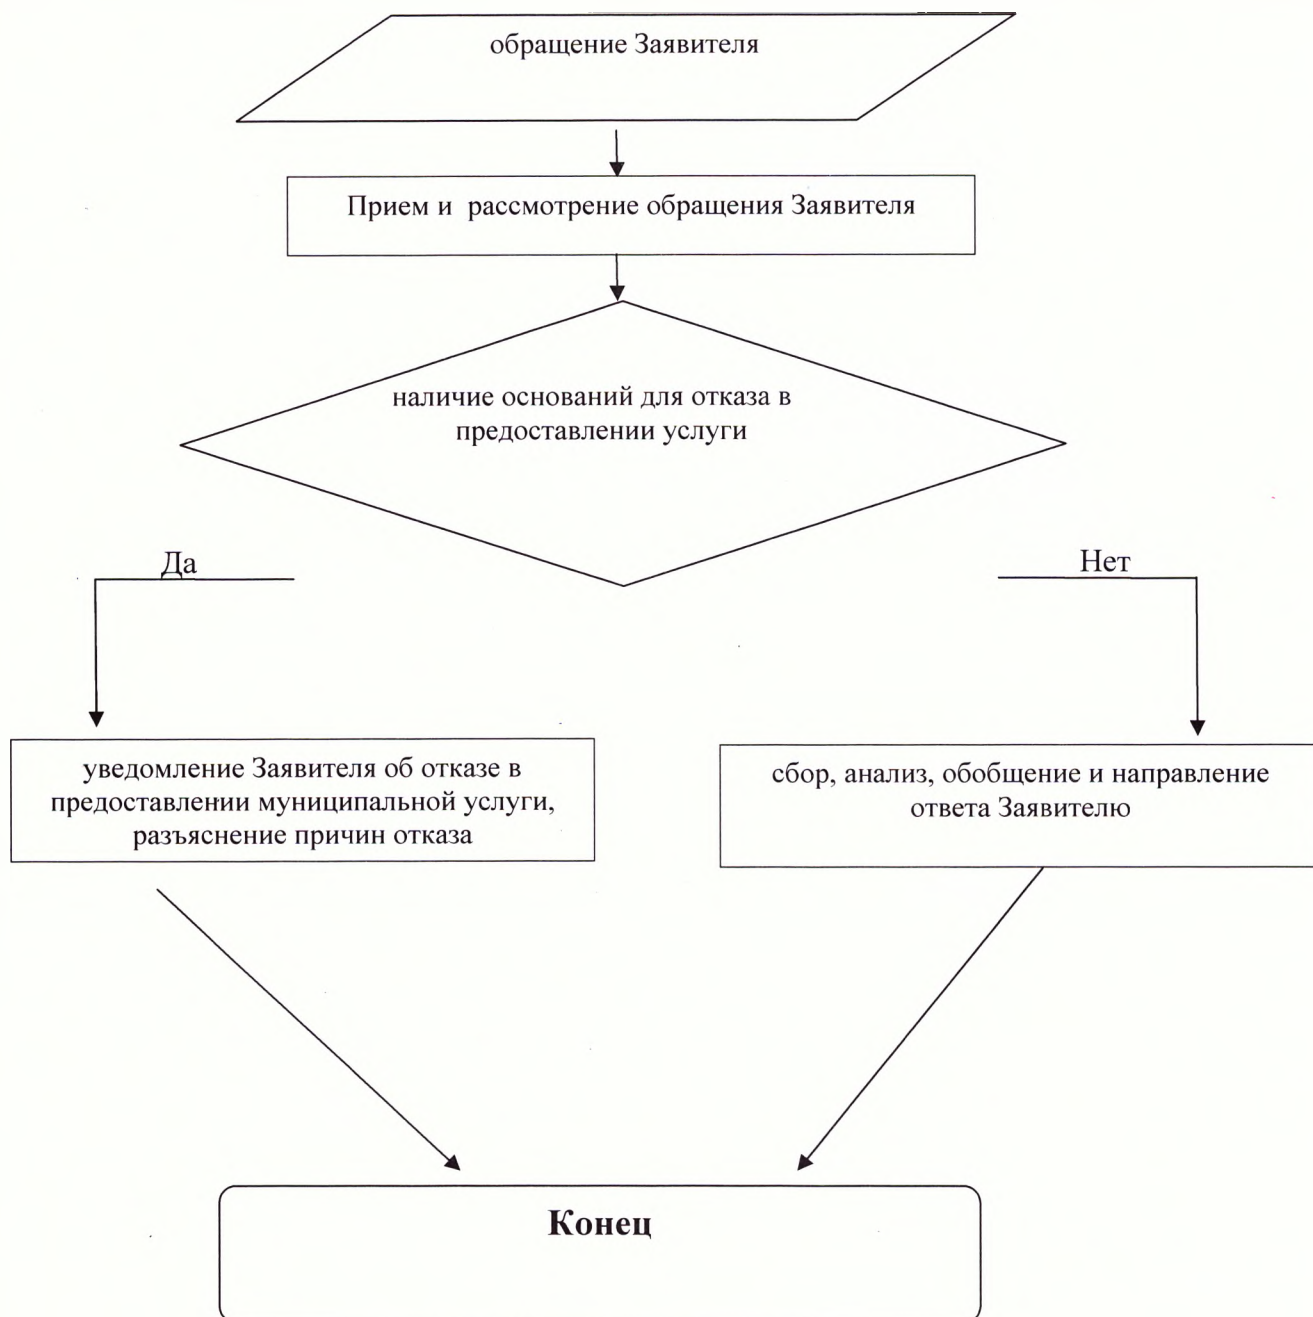 обращение Заявителя
Прием и рассмотрение обращения Заявителя
наличие оснований для отказа в
предоставлении услуги
Да
Нет
уведомление Заявителя об отказе в
предоставлении муниципальной услуги,
разъяснение причин отказа
сбор, анализ, обобщение и направление
ответа Заявителю
Конец